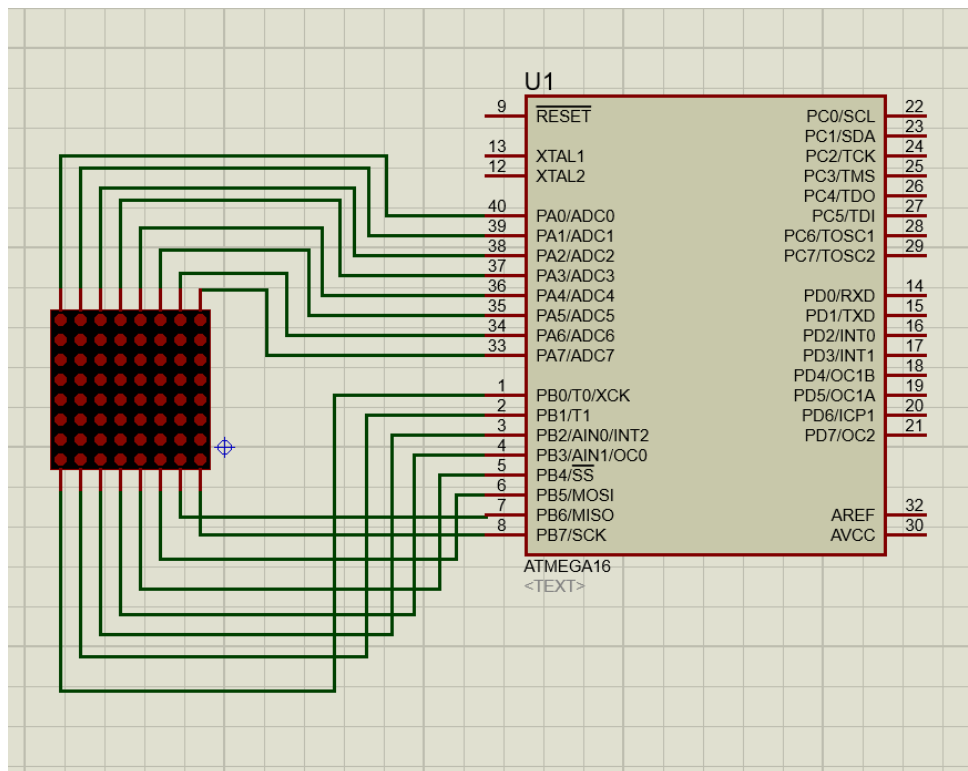 U1
9 RESET
13 XTAL1
12 XTAL2
40 PA0/ADC0
39 PA1/ADC1
38 PA2/ADC2
37 PA3/ADC3
36 PA4/ADC4
35 PA5/ADC5
34 PA6/ADC6
33 PA7/ADC7
1 PB0/T0/XCK
2 PB1/T1
3 PB2/AIN0/INT2
4 PB3/AIN1/OC0
5 PB4/SS
6 PB5/MOSI
7 PB6/MISO
8 PB7/SCK
PC0/SCL 22
PC1/SDA 23
PC2/TCK 24
PC3/TMS 25
PC4/TDO 26
PC5/TDI 27
PC6/TOSC1 28
PC7/TOSC2 29
PD0/RXD 14
PD1/TXD 15
PD2/INT0 16
PD3/INT1 17
PD4/OC1B 18
PD5/OC1A 19
PD6/ICP1 20
PD7/OC2 21
AREF 32
AVCC 30
ATMEGA16
<TEXT>